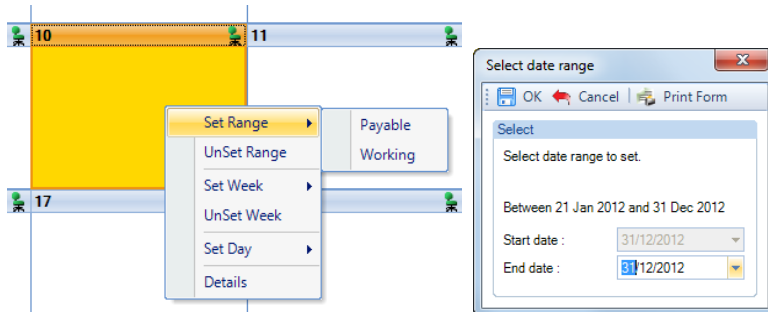 10
11
Set Range
Payable
UnSet Range
Working
Set Week
17
UnSet Week
Set Day
Details
Select date range
OK Cancel Print Form
Select
Select date range to set.
Between 21 Jan 2012 and 31 Dec 2012
Start date : 31/12/2012
End date : 31/12/2012